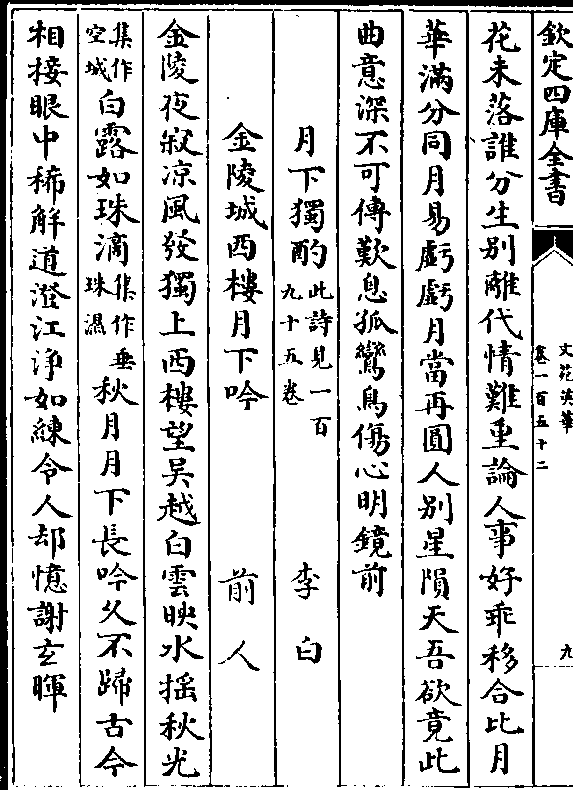 欽定四庫全書
文苑英華
卷一百五十二
九
花未落誰分生别離代情難重論人事好乖移合比月
華滿分同月易虧虧月當再圓人别星隕天吾欲竟此
曲意深不可傳歎息孤鸞鳥傷心明鏡前
月下獨酌此詩見一百九十五卷 李白
金陵城西樓月下吟 前人
金陵夜寂凉風發獨上西樓望吴越白雲映水摇秋光
集作空城白露如珠滴集作垂珠濕秋月月下長吟久不歸古今
相接眼中稀解道澄江淨如練令人却憶謝玄暉